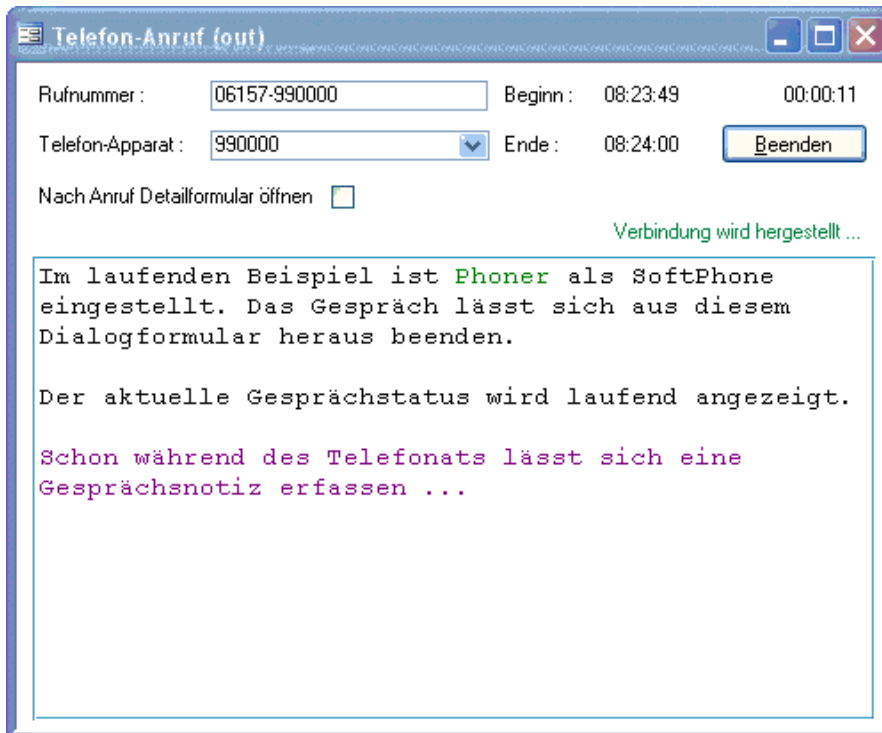 Telefon-Anruf (out)
Rufnummer : 06157-990000 Beginn : 08:23:49 00:00:11
Telefon-Apparat : 990000 Ende : 08:24:00 Beenden
Nach Anruf Detailformular öffnen
Verbindung wird hergestellt ...
Im laufenden Beispiel ist Phoner als SoftPhone
eingestellt. Das Gespräch lässt sich aus diesem
Dialogformular heraus beenden.
Der aktuelle Gesprächstatus wird laufend angezeigt.
Schon während des Telefonats lässt sich eine
Gesprächsnotiz erfassen ...